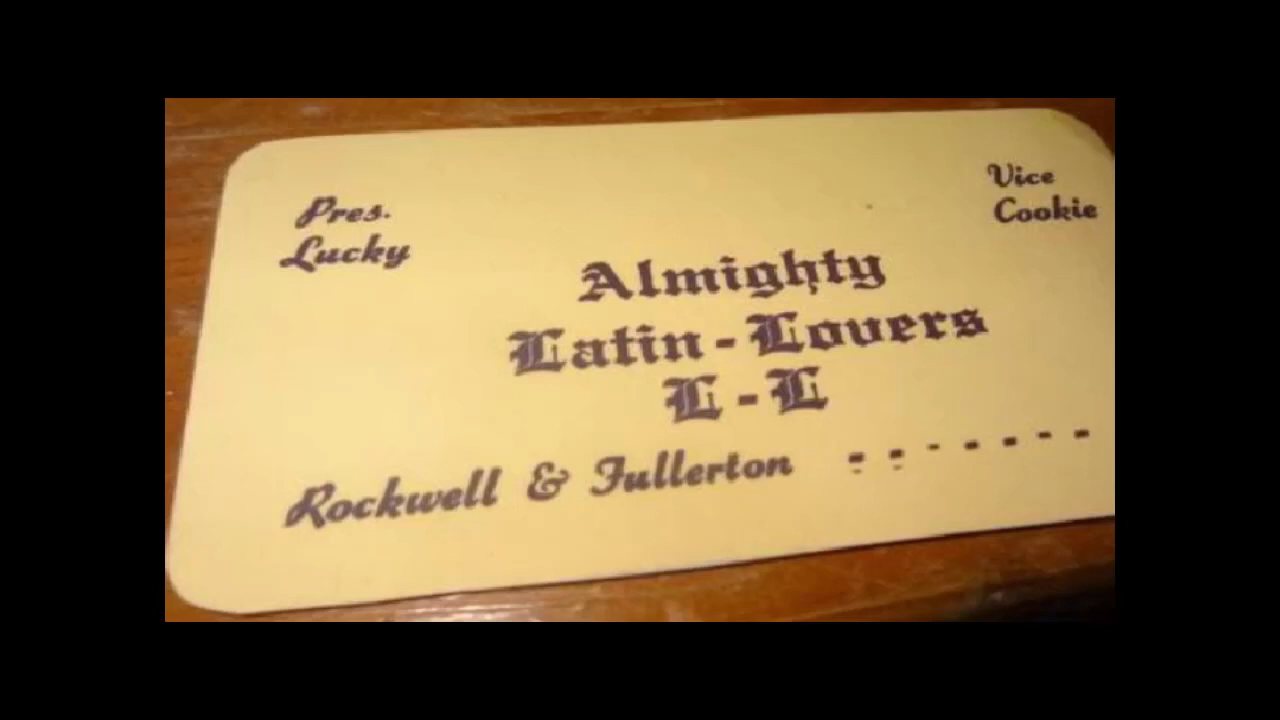 Pres.
Lucky
Vice
Cookie
Almighty
Latin-Lovers
L-L
Rockwell & Fullerton - - - - - - -